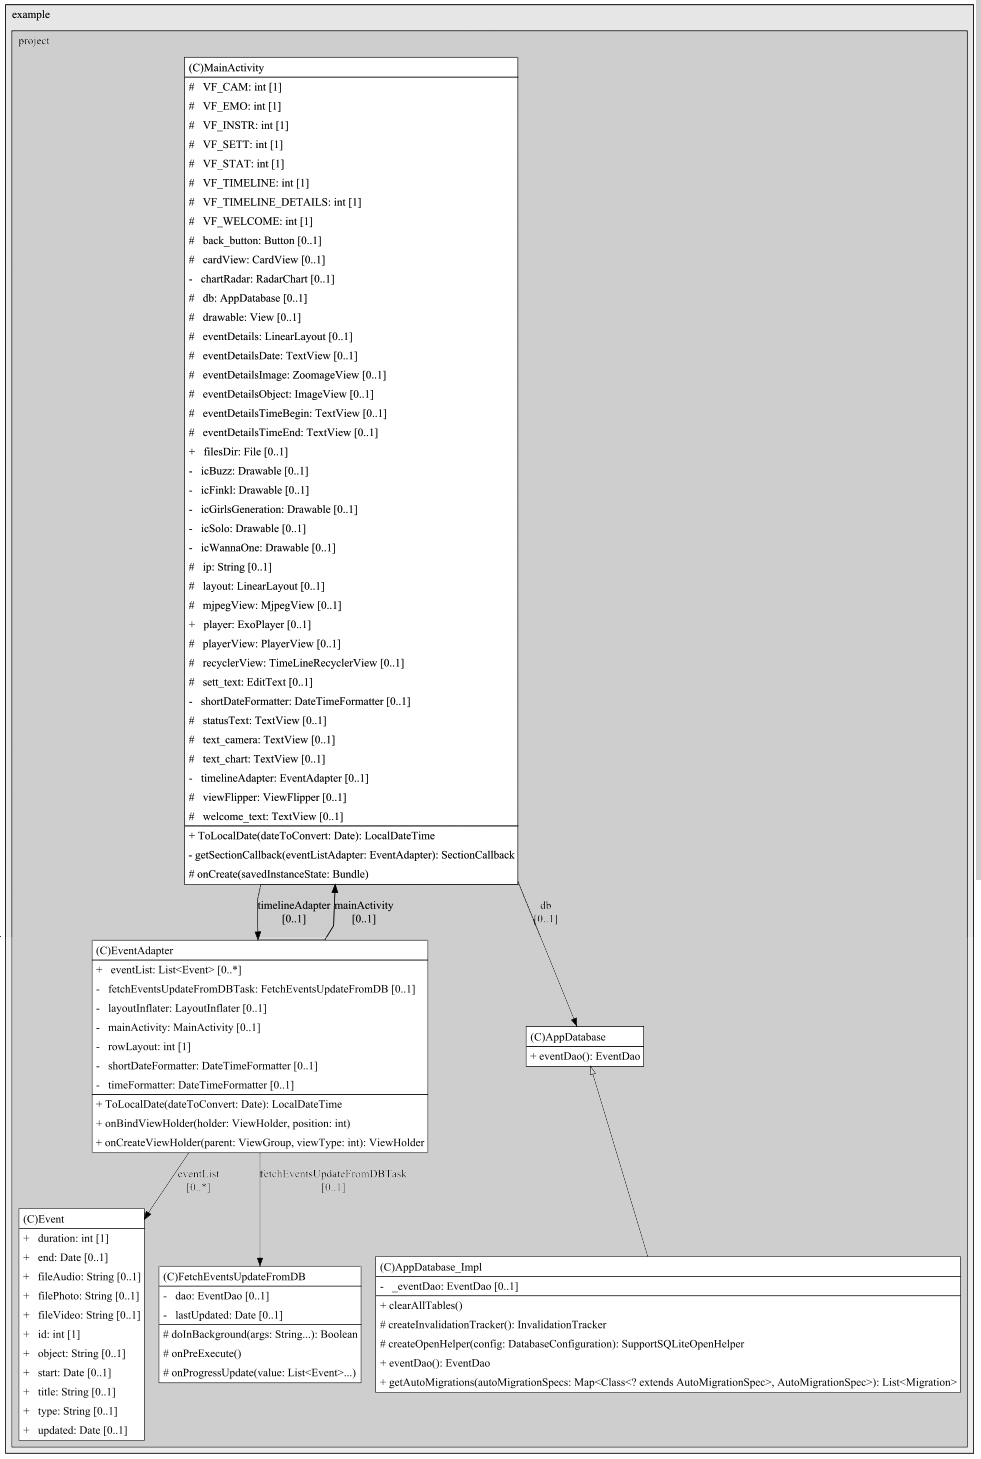 example
project
(C)MainActivity
# VF_CAM: int [1]
# VF_EMO: int [1]
# VF_INSTR: int [1]
# VF_SETT: int [1]
# VF_STAT: int [1]
# VF_TIMELINE: int [1]
# VF_TIMELINE_DETAILS: int [1]
# VF_WELCOME: int [1]
# back_button: Button [0..1]
# cardView: CardView [0..1]
- chartRadar: RadarChart [0..1]
# db: AppDatabase [0..1]
# drawable: View [0..1]
# eventDetails: LinearLayout [0..1]
# eventDetailsDate: TextView [0..1]
# eventDetailsImage: ZoomageView [0..1]
# eventDetailsObject: ImageView [0..1]
# eventDetailsTimeBegin: TextView [0..1]
# eventDetailsTimeEnd: TextView [0..1]
+ filesDir: File [0..1]
- icBuzz: Drawable [0..1]
- icFinkl: Drawable [0..1]
- icGirlsGeneration: Drawable [0..1]
- icSolo: Drawable [0..1]
- icWannaOne: Drawable [0..1]
# ip: String [0..1]
# layout: LinearLayout [0..1]
# mjpegView: MjpegView [0..1]
+ player: ExoPlayer [0..1]
# playerView: PlayerView [0..1]
# recyclerView: TimeLineRecyclerView [0..1]
# sett_text: EditText [0..1]
- shortDateFormatter: DateTimeFormatter [0..1]
# statusText: TextView [0..1]
# text_camera: TextView [0..1]
# text_chart: TextView [0..1]
- timelineAdapter: EventAdapter [0..1]
# viewFlipper: ViewFlipper [0..1]
# welcome_text: TextView [0..1]
+ ToLocalDate(dateToConvert: Date): LocalDateTime
- getSectionCallback(eventListAdapter: EventAdapter): SectionCallback
# onCreate(savedInstanceState: Bundle)
timelineAdapter
[0..1]
mainActivity
[0..1]
db
[0..1]
(C)EventAdapter
+ eventList: List<Event> [0..*]
- fetchEventsUpdateFromDBTask: FetchEventsUpdateFromDB [0..1]
- layoutInflater: LayoutInflater [0..1]
- mainActivity: MainActivity [0..1]
- rowLayout: int [1]
- shortDateFormatter: DateTimeFormatter [0..1]
- timeFormatter: DateTimeFormatter [0..1]
+ ToLocalDate(dateToConvert: Date): LocalDateTime
+ onBindViewHolder(holder: ViewHolder, position: int)
+ onCreateViewHolder(parent: ViewGroup, viewType: int): ViewHolder
(C)AppDatabase
+ eventDao(): EventDao
eventList
[0..*]
fetchEventsUpdateFromDBTask
[0..1]
(C)Event
+ duration: int [1]
+ end: Date [0..1]
+ fileAudio: String [0..1]
+ filePhoto: String [0..1]
+ fileVideo: String [0..1]
+ id: int [1]
+ object: String [0..1]
+ start: Date [0..1]
+ title: String [0..1]
+ type: String [0..1]
+ updated: Date [0..1]
(C)FetchEventsUpdateFromDB
- dao: EventDao [0..1]
- lastUpdated: Date [0..1]
# doInBackground(args: String...): Boolean
# onPreExecute()
# onProgressUpdate(value: List<Event>...)
(C)AppDatabase_Impl
- _eventDao: EventDao [0..1]
+ clearAllTables()
# createInvalidationTracker(): InvalidationTracker
# createOpenHelper(config: DatabaseConfiguration): SupportSQLiteOpenHelper
+ eventDao(): EventDao
+ getAutoMigrations(autoMigrationSpecs: Map<Class<? extends AutoMigrationSpec>, AutoMigrationSpec>): List<Migration>